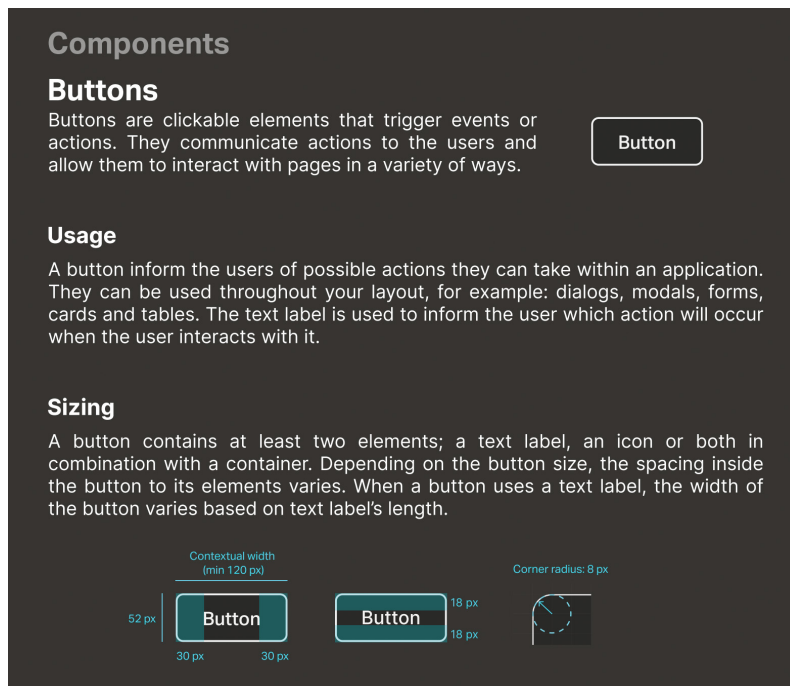 Components
Buttons
Buttons are clickable elements that trigger events or
actions. They communicate actions to the users and
allow them to interact with pages in a variety of ways.
Button
Usage
A button inform the users of possible actions they can take within an application.
They can be used throughout your layout, for example: dialogs, modals, forms,
cards and tables. The text label is used to inform the user which action will occur
when the user interacts with it.
Sizing
A button contains at least two elements; a text label, an icon or both in
combination with a container. Depending on the button size, the spacing inside
the button to its elements varies. When a button uses a text label, the width of
the button varies based on text label’s length.
Contextual width
(min 120 px)
52 px
Button
30 px
30 px
Button
18 px
18 px
Corner radius: 8 px